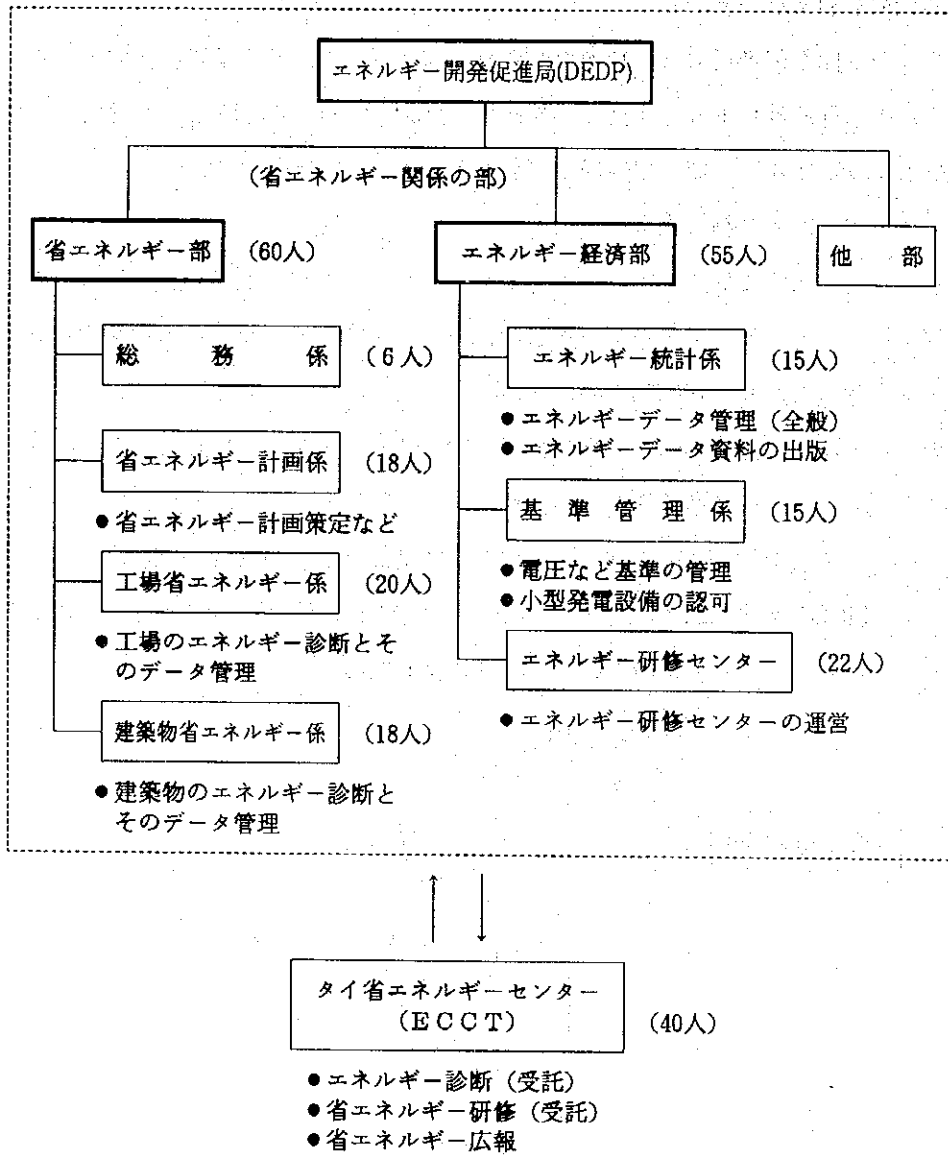 エネルギー開発促進局(DEDP)
(省エネルギー関係の部)
省エネルギー部 (60人)
総務係 (6人)
省エネルギー計画係 (18人)
●省エネルギー計画策定など
工場省エネルギー係 (20人)
●工場のエネルギー診断とそ
のデータ管理
建築物省エネルギー係 (18人)
●建築物のエネルギー診断と
そのデータ管理
エネルギー経済部 (55人)
エネルギー統計係 (15人)
●エネルギーデータ管理(全般)
●エネルギーデータ資料の出版
基準管理係 (15人)
●電圧など基準の管理
●小型発電設備の認可
エネルギー研修センター (22人)
●エネルギー研修センターの運営
他部
タイ省エネルギーセンター
(ECCT) (40人)
●エネルギー診断(受託)
●省エネルギー研修(受託)
●省エネルギー広報